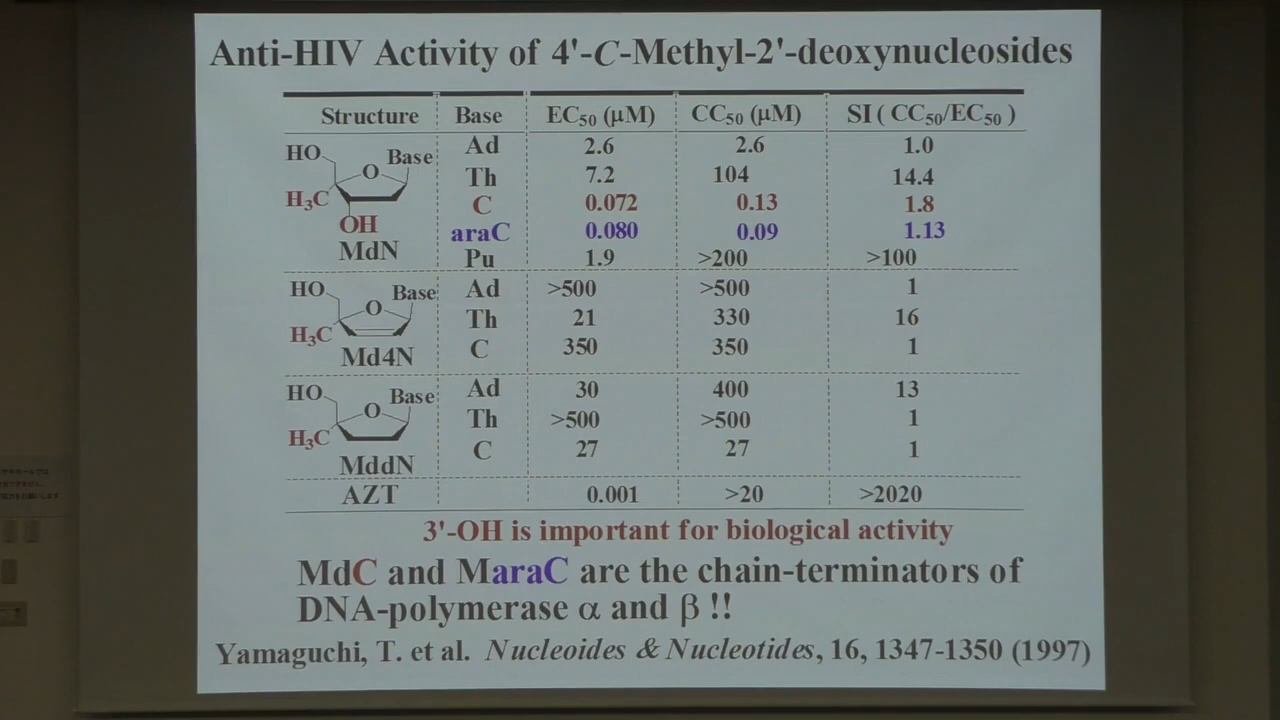 Anti-HIV Activity of 4'-C-Methyl-2'-deoxynucleosides
Structure Base EC50 (μM) CC50 (μM) SI ( CC50/EC50 )
HO Base O H3C OH MdN
Ad 2.6 2.6 1.0
Th 7.2 104 14.4
C 0.072 0.13 1.8
araC 0.080 0.09 1.13
Pu 1.9 >200 >100
HO Base O H3C Md4N
Ad >500 >500 1
Th 21 330 16
C 350 350 1
HO Base O H3C MddN
Ad 30 400 13
Th >500 >500 1
C 27 27 1
AZT 0.001 >20 >2020
3'-OH is important for biological activity
MdC and MaraC are the chain-terminators of
DNA-polymerase α and β !!
Yamaguchi, T. et al. Nucleoides & Nucleotides, 16, 1347-1350 (1997)